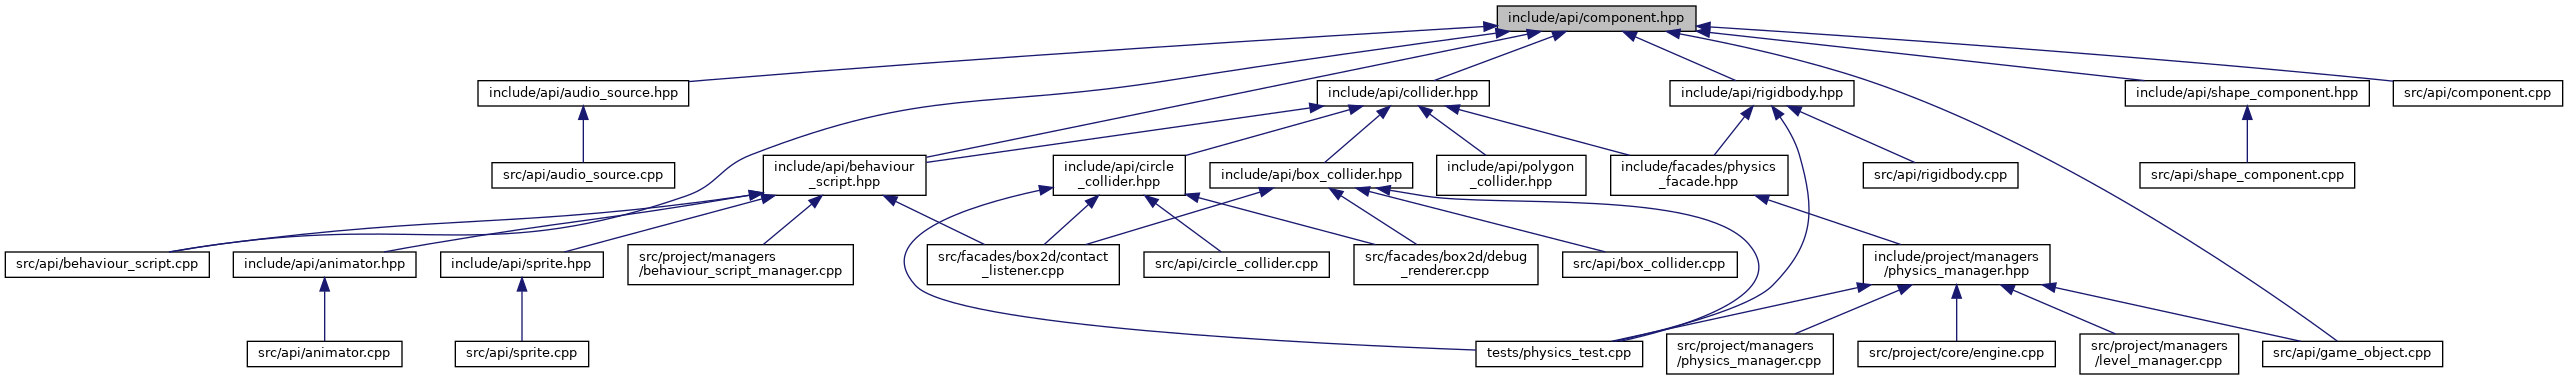 include/api/component.hpp
include/api/audio_source.hpp
include/api/collider.hpp
include/api/rigidbody.hpp
include/api/shape_component.hpp
src/api/component.cpp
src/api/audio_source.cpp
include/api/behaviour
_script.hpp
include/api/circle
_collider.hpp
include/api/box_collider.hpp
include/api/polygon
_collider.hpp
include/facades/physics
_facade.hpp
src/api/rigidbody.cpp
src/api/shape_component.cpp
src/api/behaviour_script.cpp
include/api/animator.hpp
include/api/sprite.hpp
src/project/managers
/behaviour_script_manager.cpp
src/facades/box2d/contact
_listener.cpp
src/api/circle_collider.cpp
src/facades/box2d/debug
_renderer.cpp
src/api/box_collider.cpp
include/project/managers
/physics_manager.hpp
src/api/animator.cpp
src/api/sprite.cpp
tests/physics_test.cpp
src/project/managers
/physics_manager.cpp
src/project/core/engine.cpp
src/project/managers
/level_manager.cpp
src/api/game_object.cpp